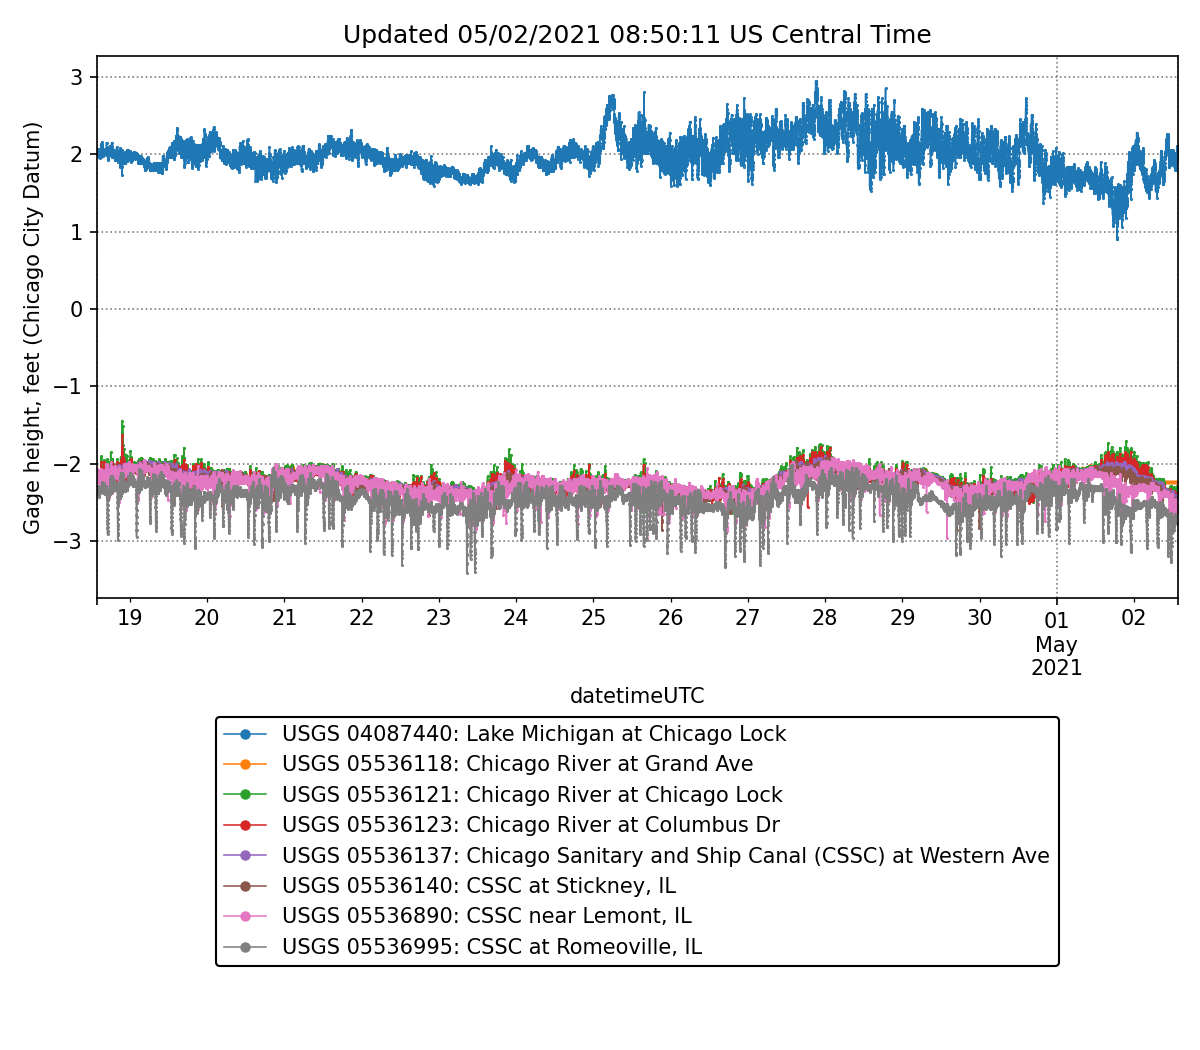 Updated 05/02/2021 08:50:11 US Central Time
Gage height, feet (Chicago City Datum)
3
2
1
0
−1
−2
−3
19 20 21 22 23 24 25 26 27 28 29 30 01 02
May
2021
datetimeUTC
USGS 04087440: Lake Michigan at Chicago Lock
USGS 05536118: Chicago River at Grand Ave
USGS 05536121: Chicago River at Chicago Lock
USGS 05536123: Chicago River at Columbus Dr
USGS 05536137: Chicago Sanitary and Ship Canal (CSSC) at Western Ave
USGS 05536140: CSSC at Stickney, IL
USGS 05536890: CSSC near Lemont, IL
USGS 05536995: CSSC at Romeoville, IL